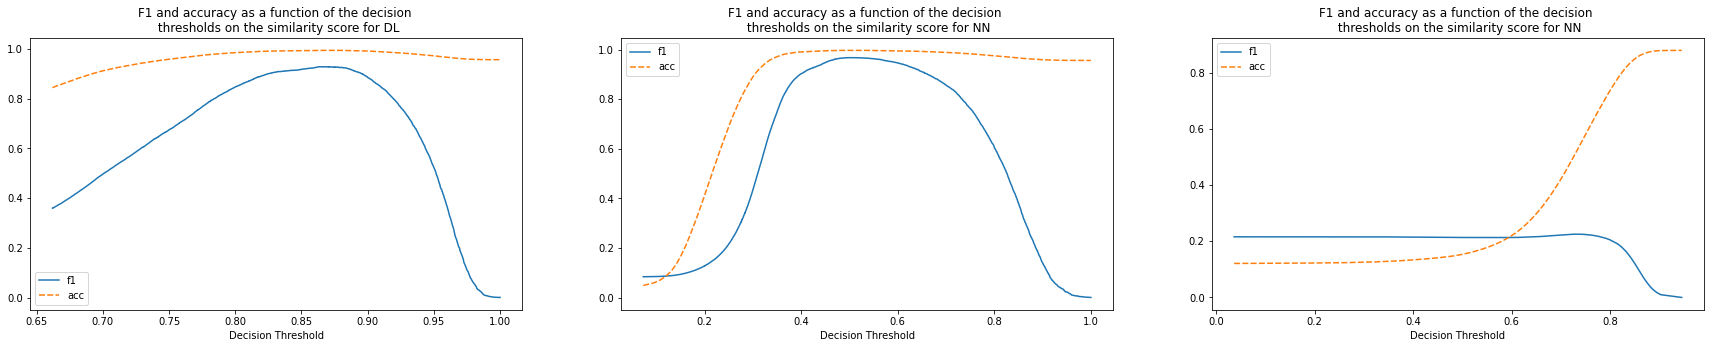 F1 and accuracy as a function of the decision
thresholds on the similarity score for DL
1.0
0.8
0.6
0.4
0.2
0.0
f1
acc
0.65
0.70
0.75
0.80
0.85
0.90
0.95
1.00
Decision Threshold
F1 and accuracy as a function of the decision
thresholds on the similarity score for NN
f1
acc
1.0
0.8
0.6
0.4
0.2
0.0
0.2
0.4
0.6
0.8
1.0
Decision Threshold
F1 and accuracy as a function of the decision
thresholds on the similarity score for NN
f1
acc
0.8
0.6
0.4
0.2
0.0
0.0
0.2
0.4
0.6
0.8
Decision Threshold